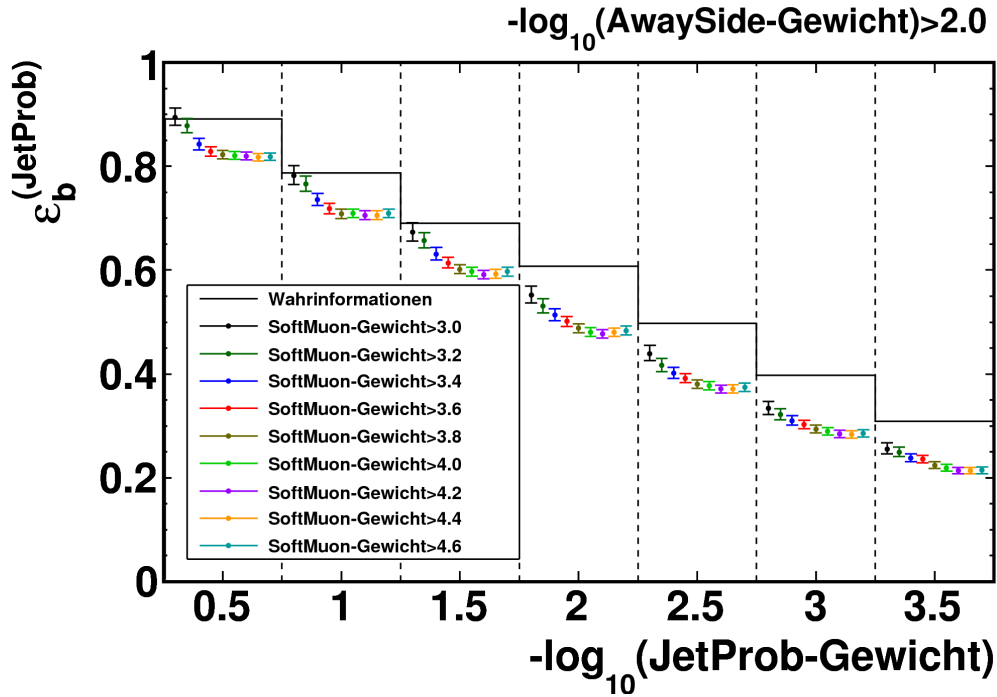 -log10(AwaySide-Gewicht)>2.0
εb(JetProb)
1
0.8
0.6
0.4
0.2
0
Wahrinformationen
SoftMuon-Gewicht>3.0
SoftMuon-Gewicht>3.2
SoftMuon-Gewicht>3.4
SoftMuon-Gewicht>3.6
SoftMuon-Gewicht>3.8
SoftMuon-Gewicht>4.0
SoftMuon-Gewicht>4.2
SoftMuon-Gewicht>4.4
SoftMuon-Gewicht>4.6
0.5 1 1.5 2 2.5 3 3.5
-log10(JetProb-Gewicht)